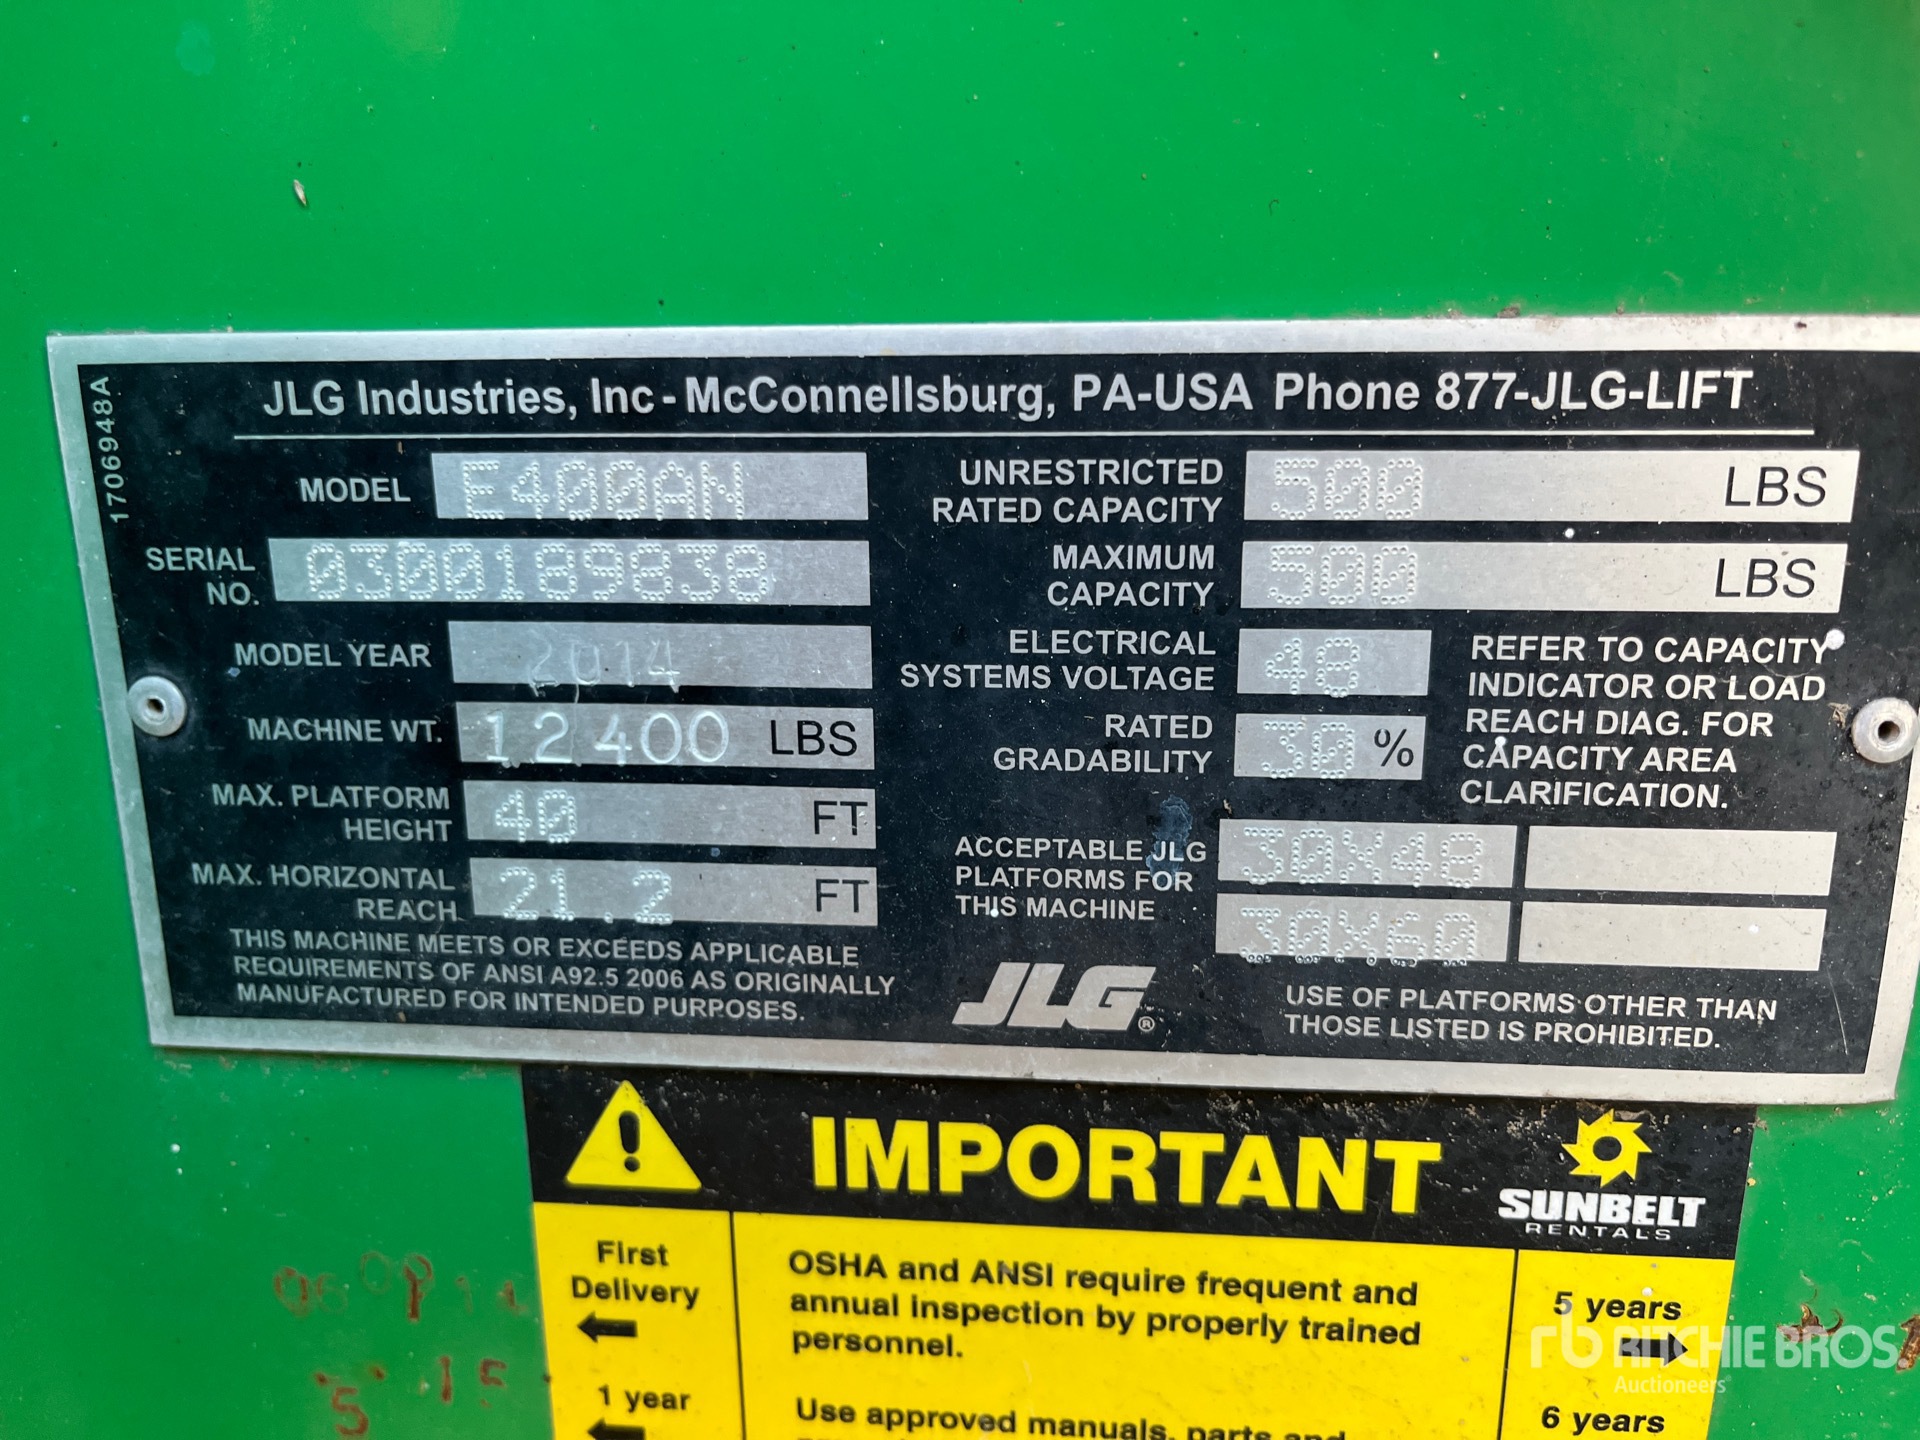 1706948A
JLG Industries, Inc - McConnellsburg, PA-USA Phone 877-JLG-LIFT
MODEL E400AN
SERIAL NO. 0300189838
MODEL YEAR 2014
MACHINE WT. 12400 LBS
MAX. PLATFORM HEIGHT 40 FT
MAX. HORIZONTAL REACH 21.2 FT
THIS MACHINE MEETS OR EXCEEDS APPLICABLE
REQUIREMENTS OF ANSI A92.5 2006 AS ORIGINALLY
MANUFACTURED FOR INTENDED PURPOSES.
UNRESTRICTED RATED CAPACITY 500 LBS
MAXIMUM CAPACITY 500 LBS
ELECTRICAL SYSTEMS VOLTAGE 48
RATED GRADABILITY 30 %
REFER TO CAPACITY
INDICATOR OR LOAD
REACH DIAG. FOR
CAPACITY AREA
CLARIFICATION.
ACCEPTABLE JLG
PLATFORMS FOR
THIS MACHINE
30X48
30X60
JLG®
USE OF PLATFORMS OTHER THAN
THOSE LISTED IS PROHIBITED.
IMPORTANT
SUNBELT
RENTALS
First
Delivery
1 year
OSHA and ANSI require frequent and
annual inspection by properly trained
personnel.
Use approved manuals, parts and
5 years
6 years
rb RITCHIE BROS.
Auctioneers